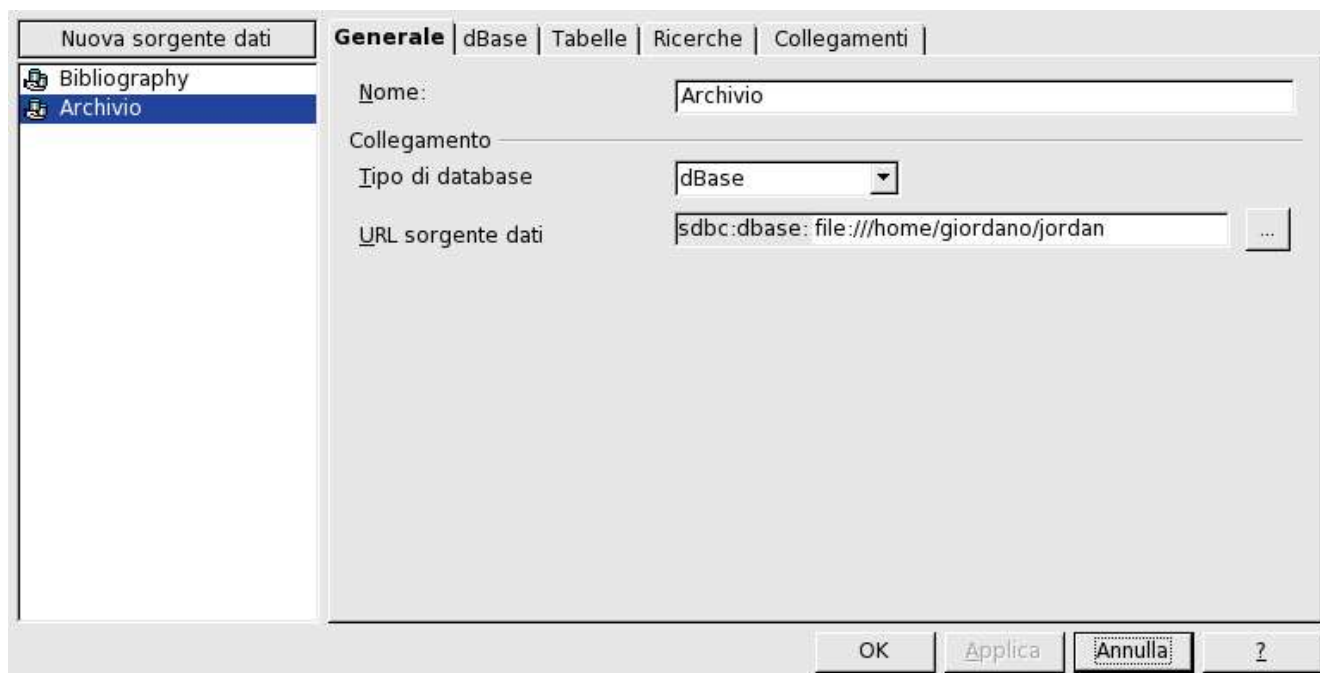 Nuova sorgente dati
Bibliography
Archivio
Generale dBase Tabelle Ricerche Collegamenti
Nome: Archivio
Collegamento
Tipo di database dBase
URL sorgente dati sdbc:dbase: file:///home/giordano/jordan ...
OK Applica Annulla ?